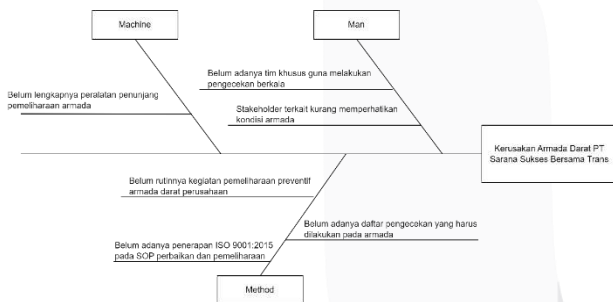 Machine
Man
Belum adanya tim khusus guna melakukan
pengecekan berkala
Belum lengkapnya peralatan penunjang
pemeliharaan armada
Stakeholder terkait kurang memperhatikan
kondisi armada
Kerusakan Armada Darat PT
Sarana Sukses Bersama Trans
Belum rutinnya kegiatan pemeliharaan preventif
armada darat perusahaan
Belum adanya daftar pengecekan yang harus
dilakukan pada armada
Belum adanya penerapan ISO 9001:2015
pada SOP perbaikan dan pemeliharaan
Method